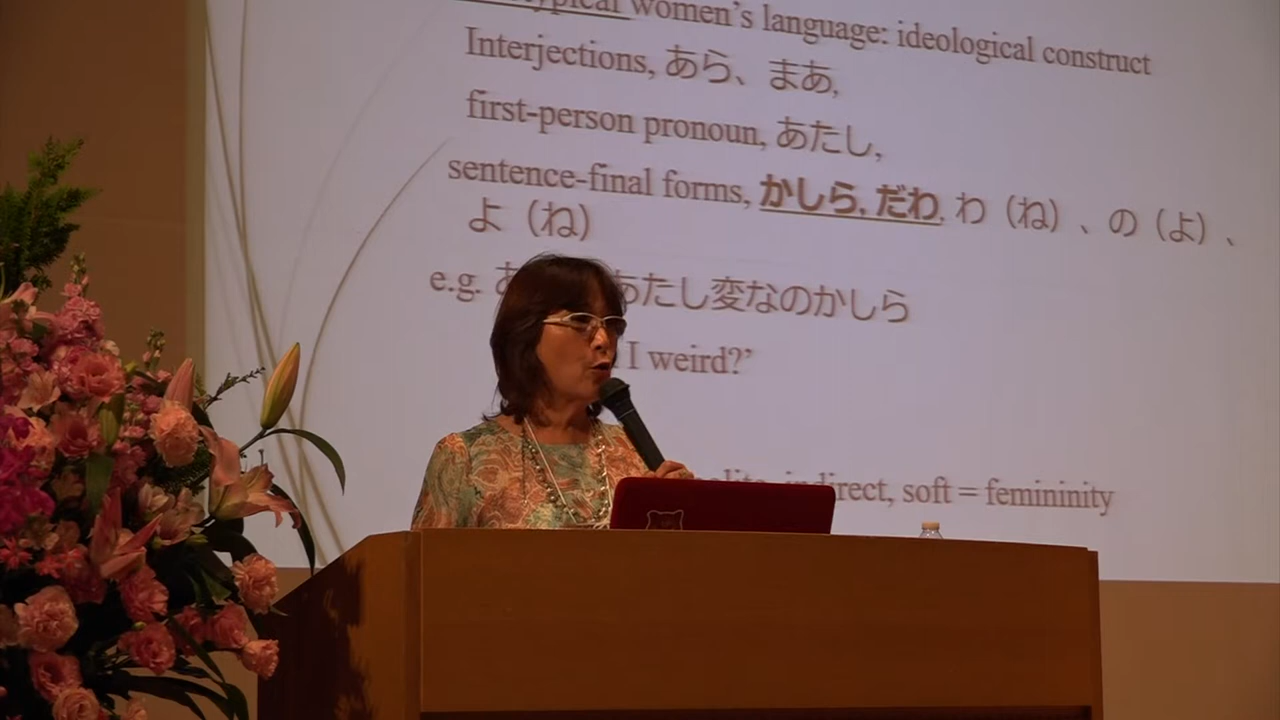 women's language: ideological construct
Interjections, あら、まあ,
first-person pronoun, あたし,
sentence-final forms, かしら, だわ, わ（ね）、の（よ）、
よ（ね）
e.g. あたし変なのかしら
I weird?’
indirect, soft = femininity